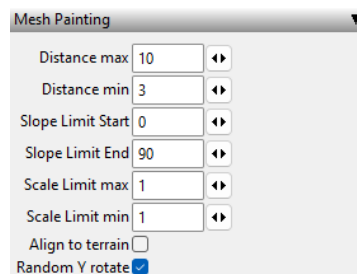 Mesh Painting
Distance max 10
Distance min 3
Slope Limit Start 0
Slope Limit End 90
Scale Limit max 1
Scale Limit min 1
Align to terrain
Random Y rotate